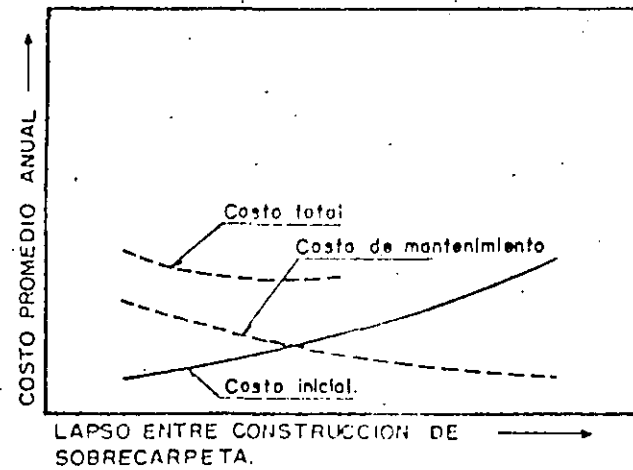 COSTO PROMEDIO ANUAL
Costo total
Costo de mantenimiento
Costo inicial.
LAPSO ENTRE CONSTRUCCION DE
SOBRECARPETA.